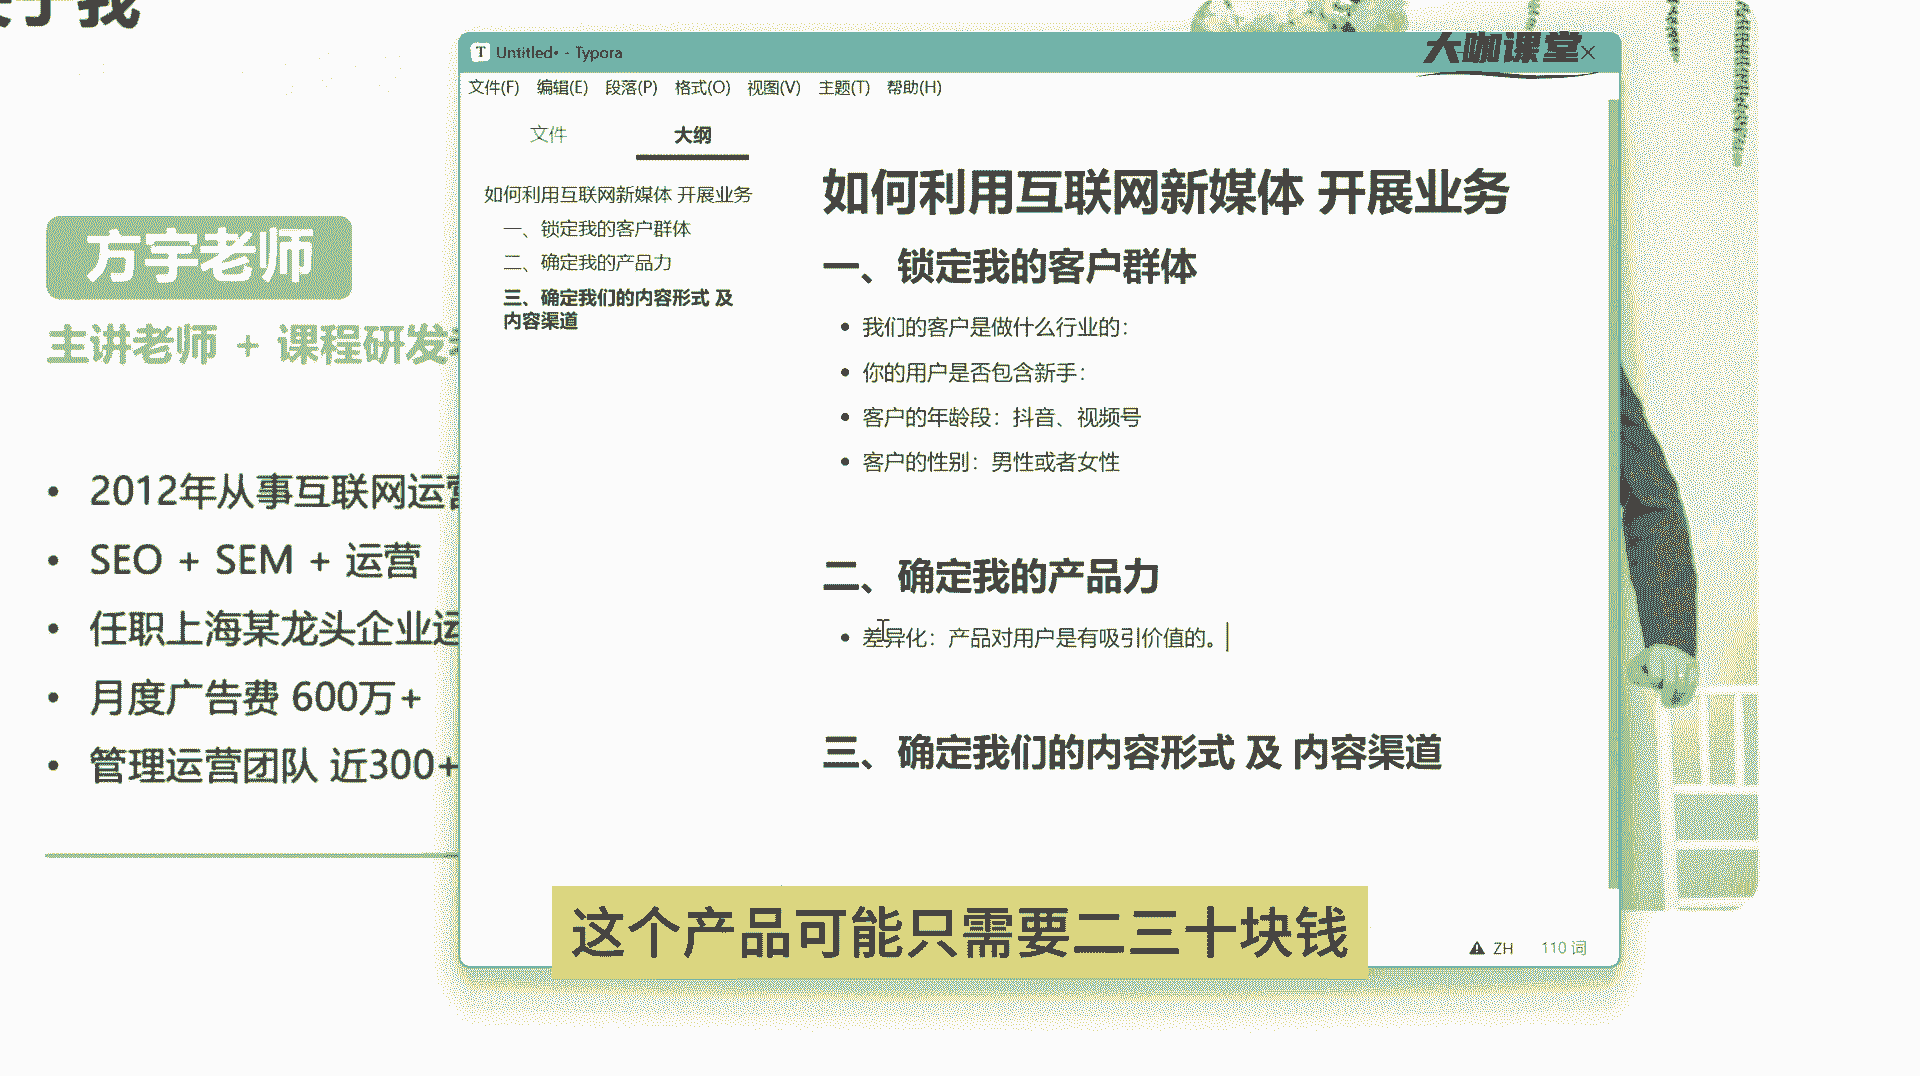 于我
方宇老师
主讲老师 + 课程研发
2012年从事互联网运营
SEO + SEM + 运营
任职上海某龙头企业运
月度广告费 600万+
管理运营团队 近300+
Untitled• - Typora
大咖课堂
文件(F) 编辑(E) 段落(P) 格式(O) 视图(V) 主题(T) 帮助(H)
文件 大纲
如何利用互联网新媒体 开展业务
一、锁定我的客户群体
二、确定我的产品力
三、确定我们的内容形式 及
内容渠道
如何利用互联网新媒体 开展业务
一、锁定我的客户群体
我们的客户是做什么行业的：
你的用户是否包含新手：
客户的年龄段：抖音、视频号
客户的性别：男性或者女性
二、确定我的产品力
差异化：产品对用户是有吸引价值的。
三、确定我们的内容形式 及 内容渠道
这个产品可能只需要二三十块钱
ZH 110 词